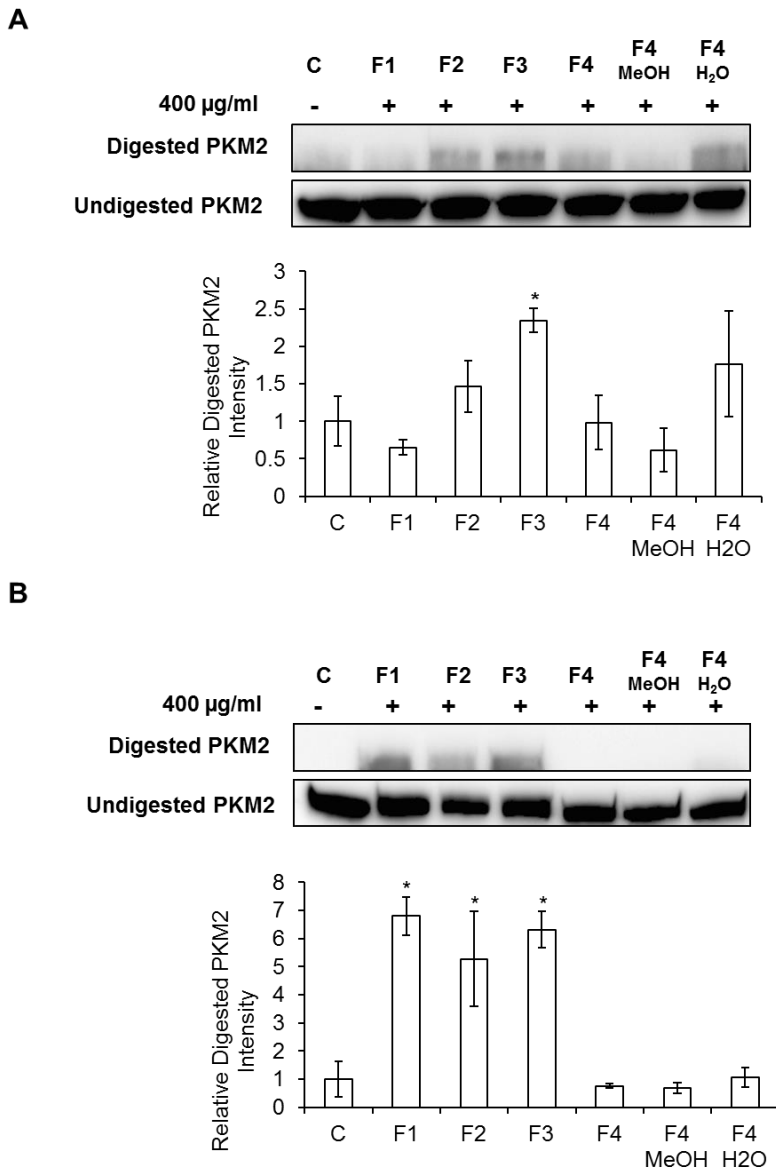 A
C F1 F2 F3 F4 F4 MeOH F4 H₂O
400 µg/ml - + + + + + +
Digested PKM2
Undigested PKM2
Relative Digested PKM2
Intensity
3
2.5
2
1.5
1
0.5
0
*
C F1 F2 F3 F4 F4 F4
MeOH H2O
B
C F1 F2 F3 F4 F4 MeOH F4 H₂O
400 µg/ml - + + + + + +
Digested PKM2
Undigested PKM2
Relative Digested PKM2
Intensity
8
7
6
5
4
3
2
1
0
* * *
C F1 F2 F3 F4 F4 F4
MeOH H2O